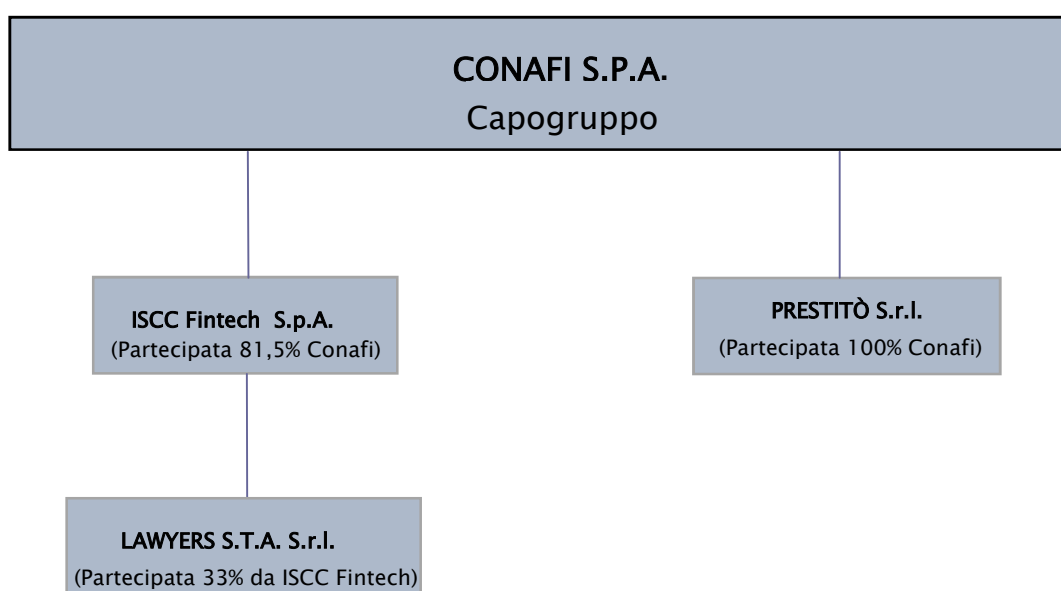 CONAFI S.P.A.
Capogruppo
ISCC Fintech S.p.A.
(Partecipata 81,5% Conafi)
PRESTITÒ S.r.l.
(Partecipata 100% Conafi)
LAWYERS S.T.A. S.r.l.
(Partecipata 33% da ISCC Fintech)